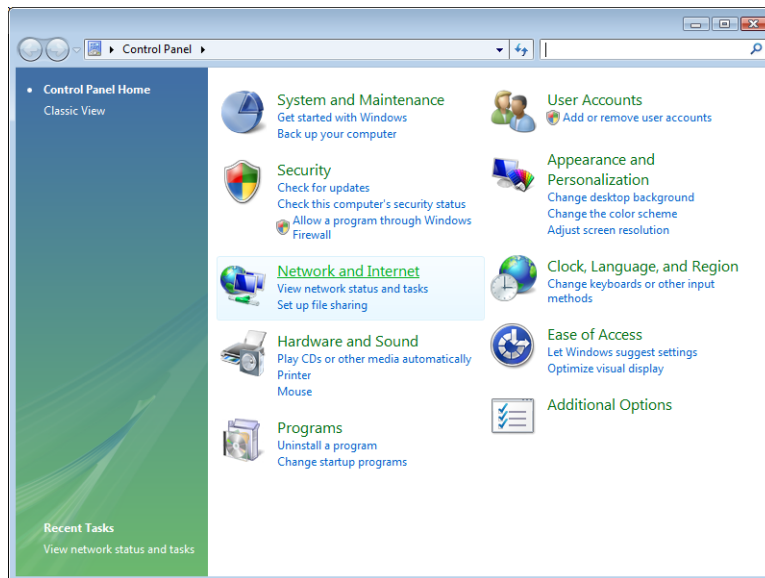 Control Panel
Control Panel Home
Classic View
System and Maintenance
Get started with Windows
Back up your computer
Security
Check for updates
Check this computer's security status
Allow a program through Windows
Firewall
Network and Internet
View network status and tasks
Set up file sharing
Hardware and Sound
Play CDs or other media automatically
Printer
Mouse
Programs
Uninstall a program
Change startup programs
User Accounts
Add or remove user accounts
Appearance and
Personalization
Change desktop background
Change the color scheme
Adjust screen resolution
Clock, Language, and Region
Change keyboards or other input
methods
Ease of Access
Let Windows suggest settings
Optimize visual display
Additional Options
Recent Tasks
View network status and tasks